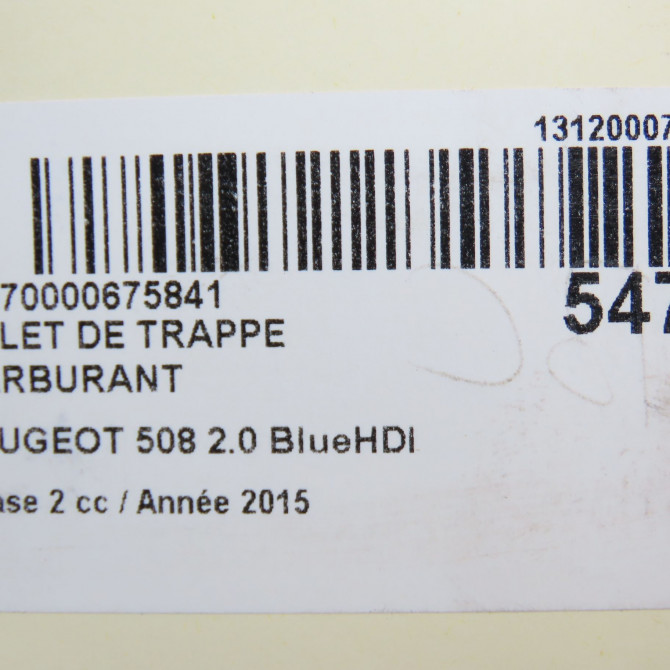 13120007
70000675841
547
LET DE TRAPPE
RBURANT
UGEOT 508 2.0 BlueHDI
ase 2 cc / Année 2015